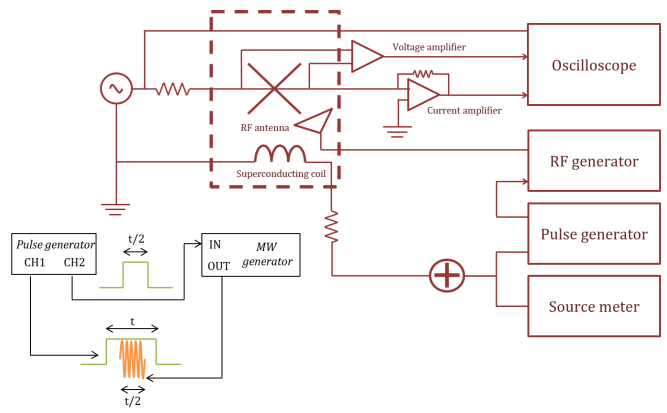 Voltage amplifier
Oscilloscope
Current amplifier
RF antenna
RF generator
Superconducting coil
Pulse generator
Source meter
t/2
Pulse generator
CH1 CH2
IN MW
generator
OUT
t
t/2